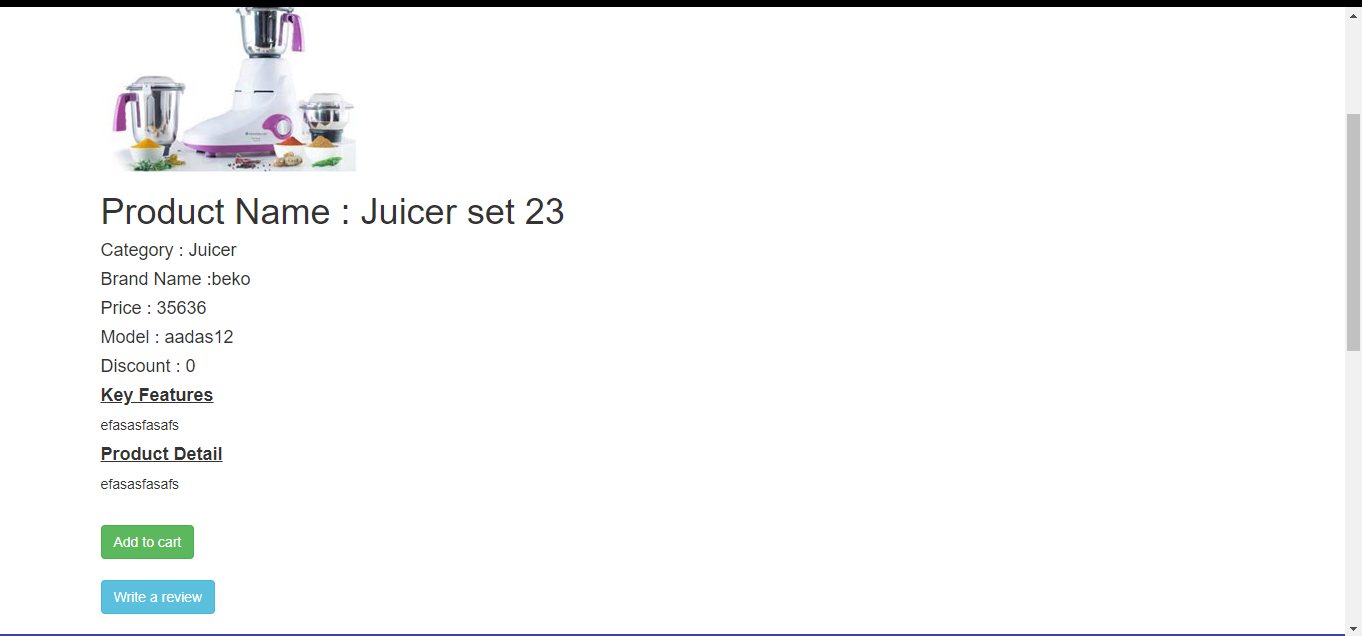 Product Name : Juicer set 23
Category : Juicer
Brand Name :beko
Price : 35636
Model : aadas12
Discount : 0
Key Features
efasasfasafs
Product Detail
efasasfasafs
Add to cart
Write a review